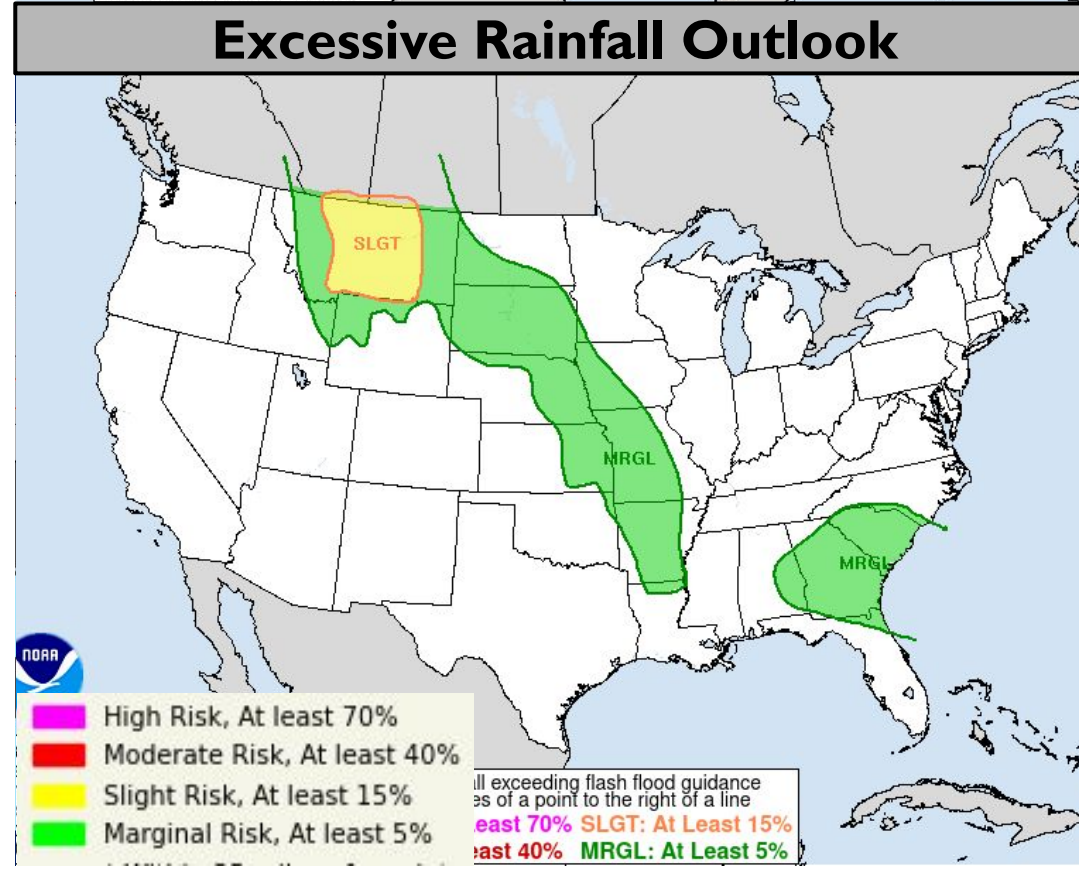 Excessive Rainfall Outlook
SLGT
MRGL
MRGL
NOAA
High Risk, At least 70%
Moderate Risk, At least 40%
Slight Risk, At least 15%
Marginal Risk, At least 5%
all exceeding flash flood guidance
es of a point to the right of a line
Least 70% SLGT: At Least 15%
east 40% MRGL: At Least 5%